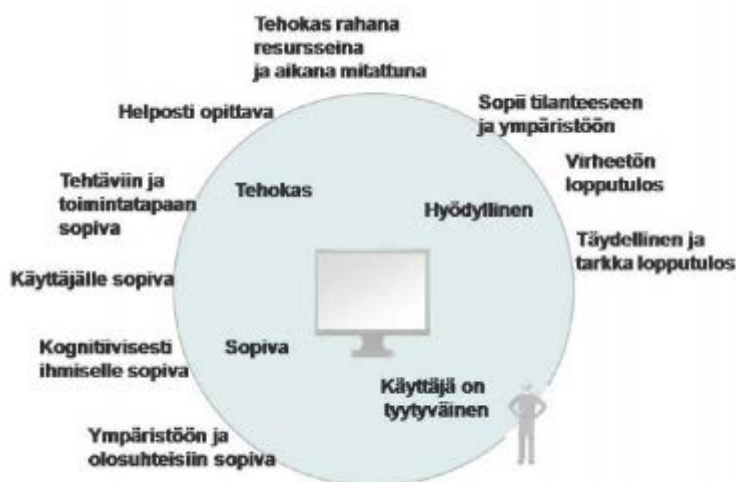 Tehokas rahana
resursseina
ja aikana mitattuna
Helposti opittava
Sopii tilanteeseen
ja ympäristöön
Virheetön
lopputulos
Tehtäviin ja
toimintatapaan
sopiva
Tehokas
Hyödyllinen
Täydellinen ja
tarkka lopputulos
Käyttäjälle sopiva
Kognitiivisesti
ihmiselle sopiva
Sopiva
Käyttäjä on
tyytyväinen
Ympäristöön ja
olosuhteisiin sopiva